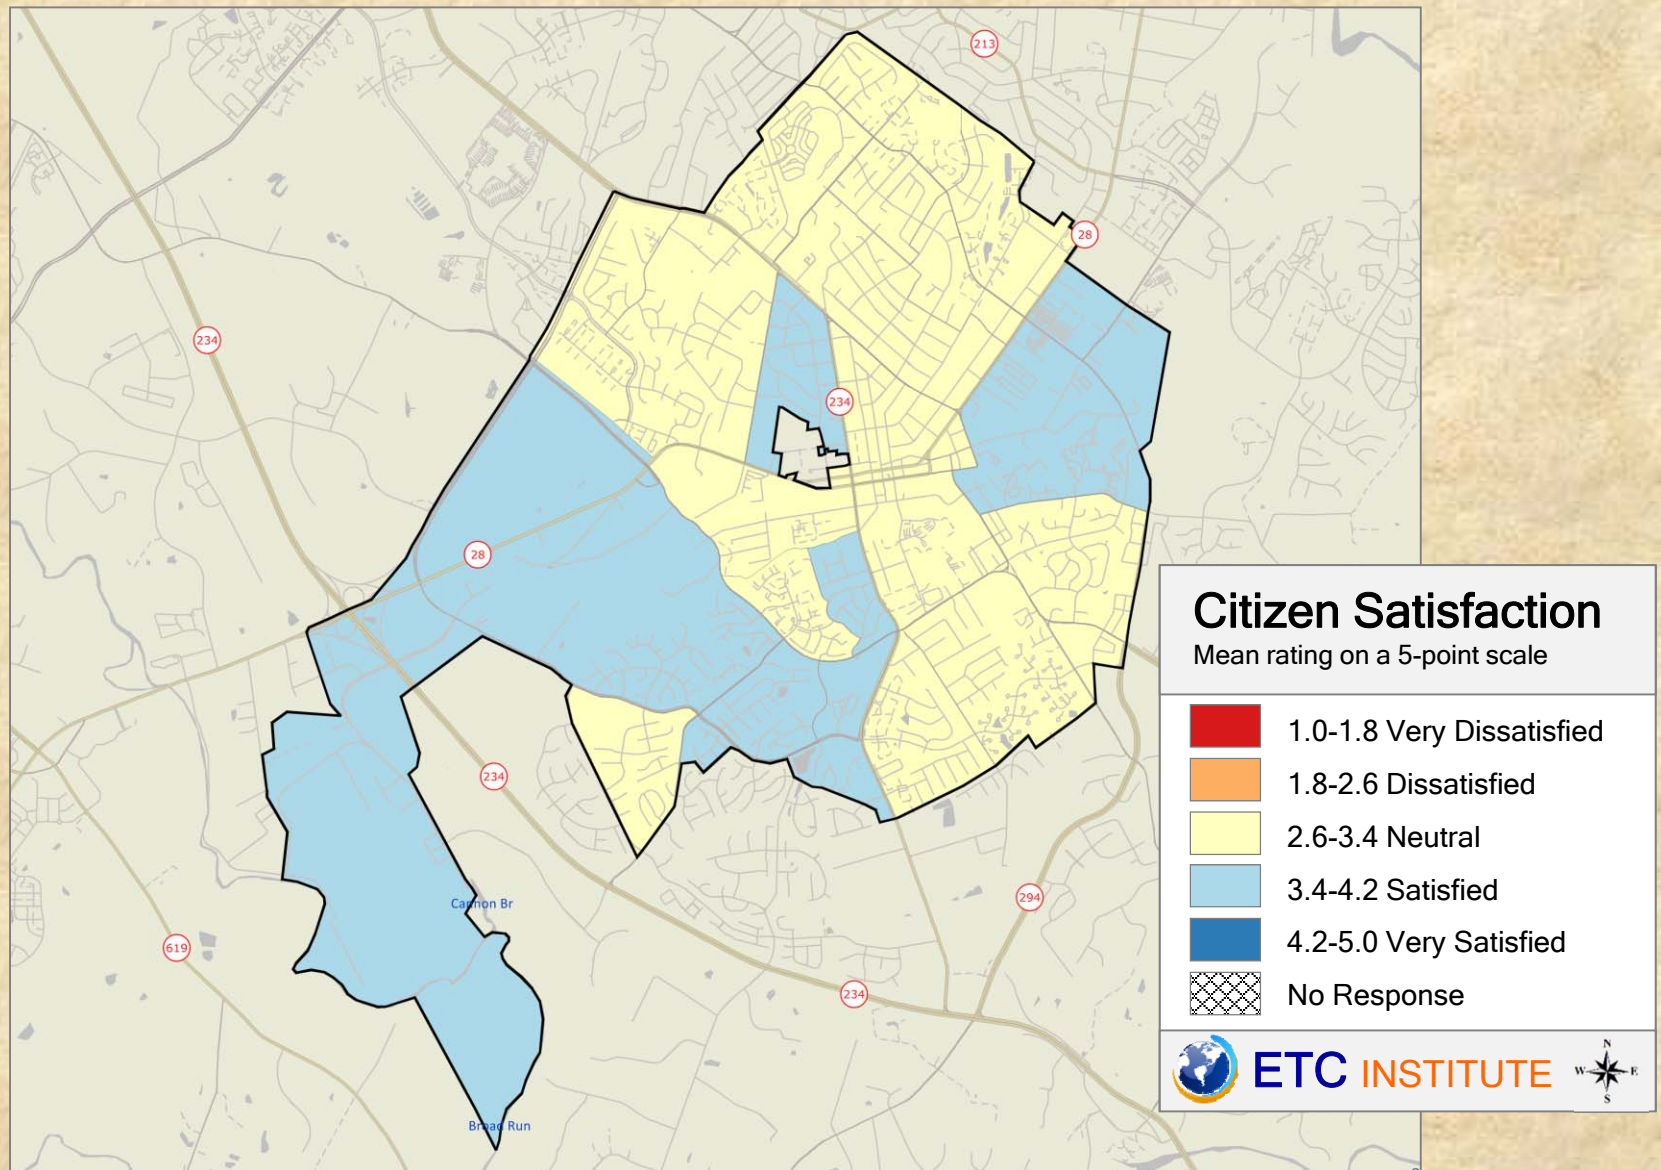 213
28
234
234
28
Citizen Satisfaction
Mean rating on a 5-point scale
1.0-1.8 Very Dissatisfied
1.8-2.6 Dissatisfied
2.6-3.4 Neutral
3.4-4.2 Satisfied
4.2-5.0 Very Satisfied
No Response
234
294
Cannon Br
619
234
ETC INSTITUTE
N
W E
S
Broad Run